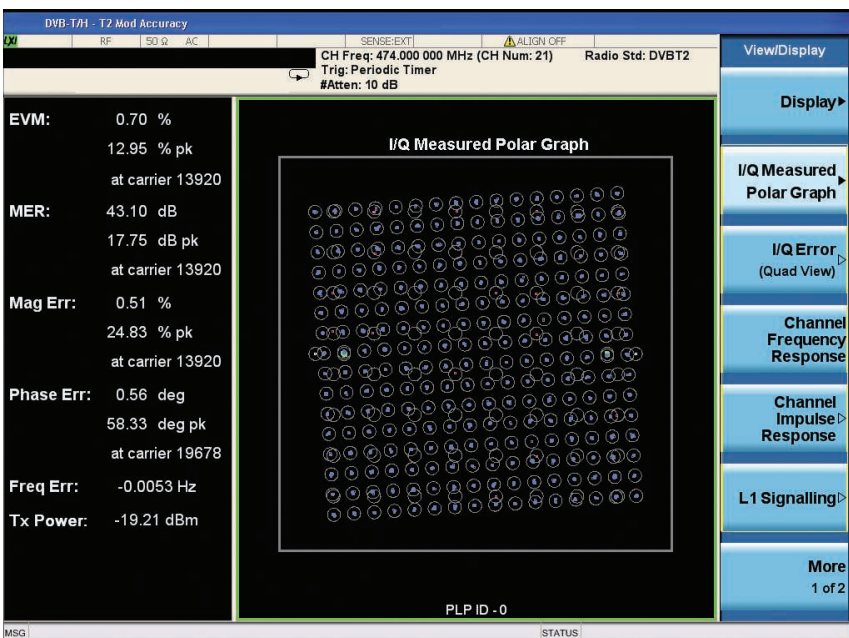 DVB-T/H - T2 Mod Accuracy
LXI RF 50 Ω AC SENSE:EXT ALIGN OFF
CH Freq: 474.000 000 MHz (CH Num: 21) Radio Std: DVBT2
Trig: Periodic Timer
#Atten: 10 dB
EVM: 0.70 %
12.95 % pk
at carrier 13920
MER: 43.10 dB
17.75 dB pk
at carrier 13920
Mag Err: 0.51 %
24.83 % pk
at carrier 13920
Phase Err: 0.56 deg
58.33 deg pk
at carrier 19678
Freq Err: -0.0053 Hz
Tx Power: -19.21 dBm
I/Q Measured Polar Graph
PLP ID - 0
View/Display
Display
I/Q Measured
Polar Graph
I/Q Error
(Quad View)
Channel
Frequency
Response
Channel
Impulse
Response
L1 Signalling
More
1 of 2
MSG STATUS